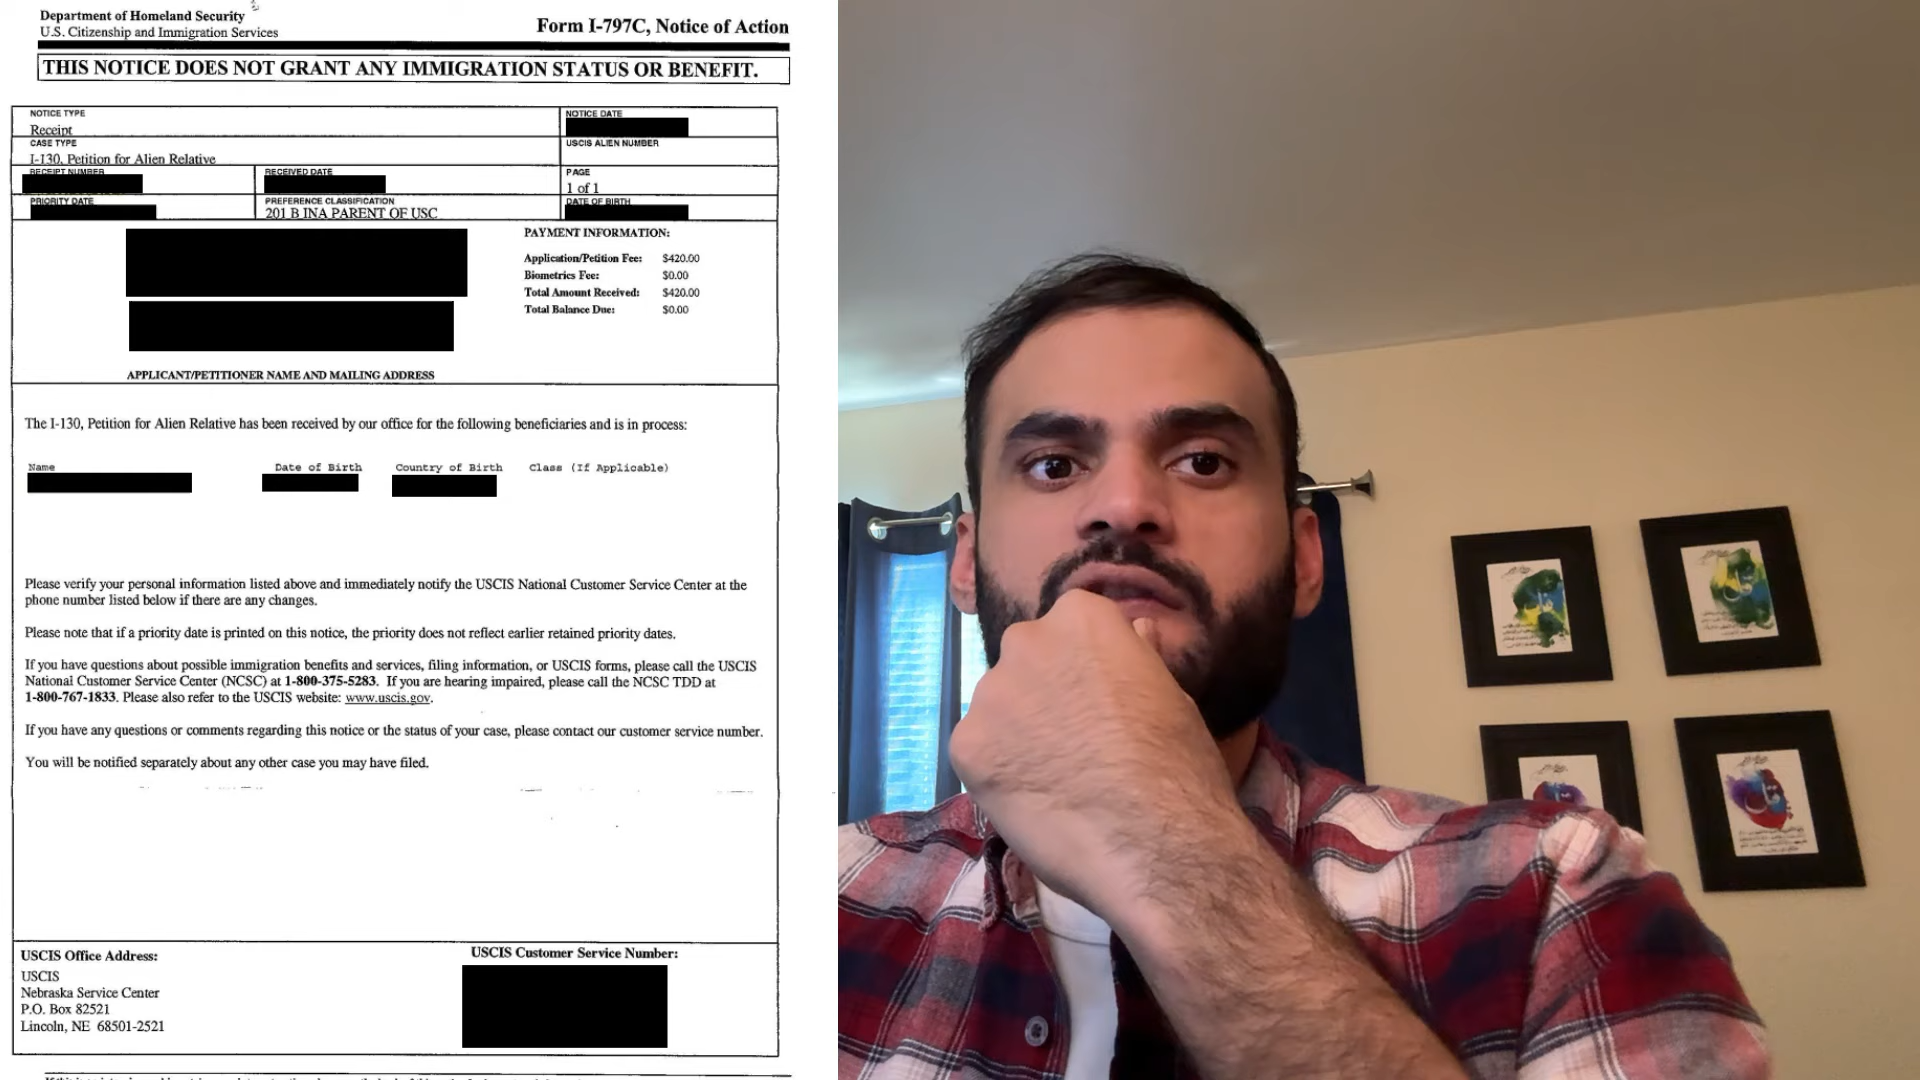 Department of Homeland Security
U.S. Citizenship and Immigration Services
Form I-797C, Notice of Action
THIS NOTICE DOES NOT GRANT ANY IMMIGRATION STATUS OR BENEFIT.
NOTICE TYPE
Receipt
NOTICE DATE
CASE TYPE
I-130, Petition for Alien Relative
USCIS ALIEN NUMBER
RECEIPT NUMBER
RECEIVED DATE
PAGE
1 of 1
PRIORITY DATE
PREFERENCE CLASSIFICATION
201 B INA PARENT OF USC
DATE OF BIRTH
PAYMENT INFORMATION:
Application/Petition Fee: $420.00
Biometrics Fee: $0.00
Total Amount Received: $420.00
Total Balance Due: $0.00
APPLICANT/PETITIONER NAME AND MAILING ADDRESS
The I-130, Petition for Alien Relative has been received by our office for the following beneficiaries and is in process:
Name Date of Birth Country of Birth Class (If Applicable)
Please verify your personal information listed above and immediately notify the USCIS National Customer Service Center at the
phone number listed below if there are any changes.
Please note that if a priority date is printed on this notice, the priority does not reflect earlier retained priority dates.
If you have questions about possible immigration benefits and services, filing information, or USCIS forms, please call the USCIS
National Customer Service Center (NCSC) at 1-800-375-5283. If you are hearing impaired, please call the NCSC TDD at
1-800-767-1833. Please also refer to the USCIS website: www.uscis.gov.
If you have any questions or comments regarding this notice or the status of your case, please contact our customer service number.
You will be notified separately about any other case you may have filed.
USCIS Office Address:
USCIS
Nebraska Service Center
P.O. Box 82521
Lincoln, NE 68501-2521
USCIS Customer Service Number: